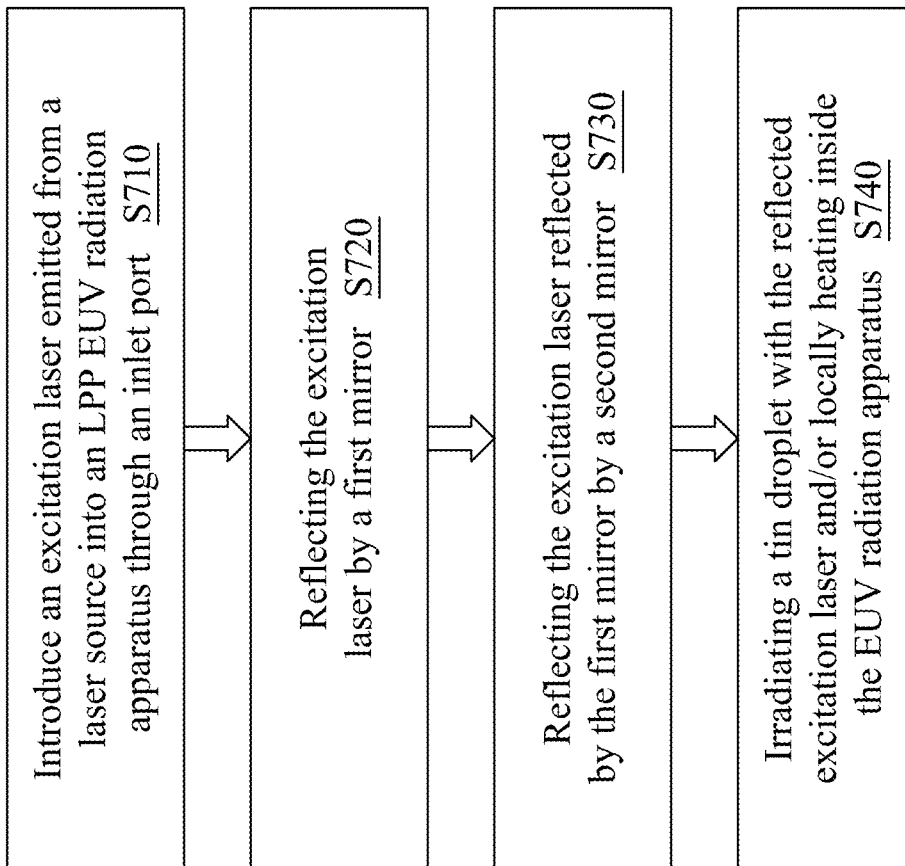 Introduce an excitation laser emitted from a
laser source into an LPP EUV radiation
apparatus through an inlet port S710
Reflecting the excitation
laser by a first mirror S720
Reflecting the excitation laser reflected
by the first mirror by a second mirror S730
Irradiating a tin droplet with the reflected
excitation laser and/or locally heating inside
the EUV radiation apparatus S740